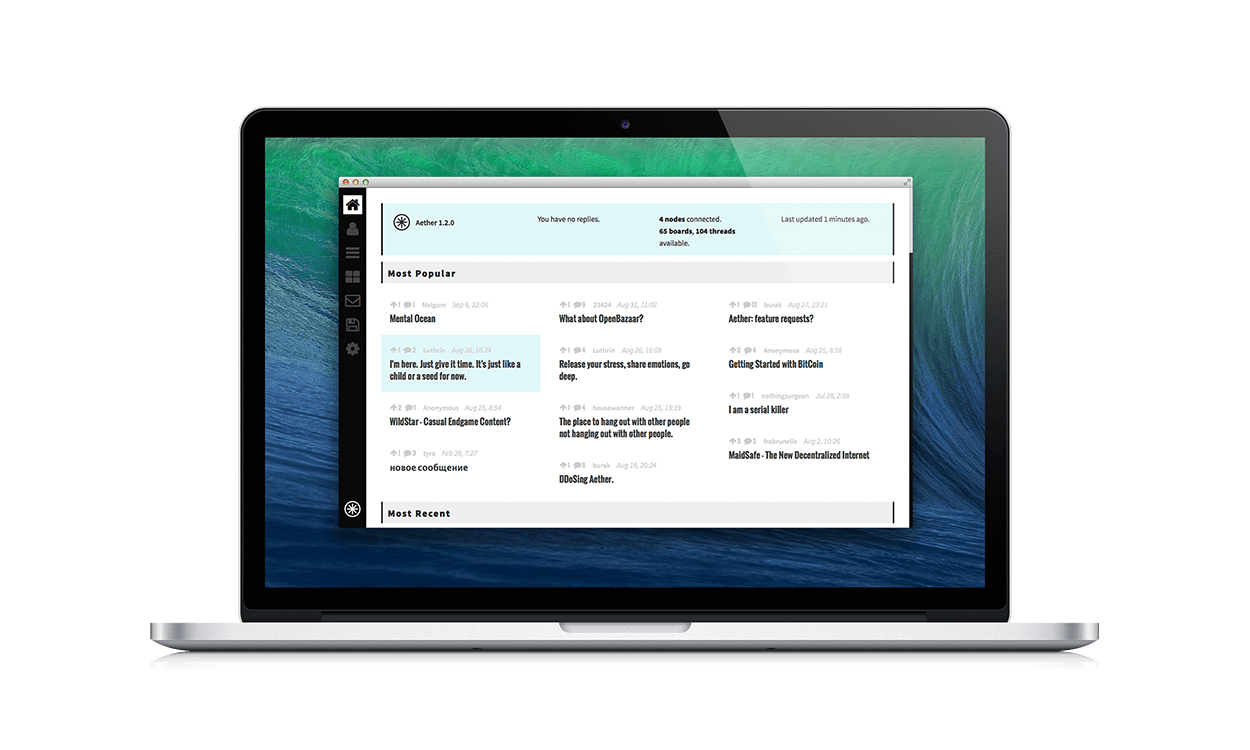 Aether 1.2.0
You have no replies.
4 nodes connected.
65 boards, 104 threads
available.
Last updated 1 minutes ago.
Most Popular
1 1 Nolgum Sep 6, 22:06
Mental Ocean
1 2 Luthrin Aug 26, 16:24
I'm here. Just give it time. It's just like a
child or a seed for now.
2 1 Anonymous Aug 25, 8:54
WildStar - Casual Endgame Content?
1 3 tyra Feb 28, 7:27
новое сообщение
1 5 23424 Aug 31, 11:02
What about OpenBazaar?
1 4 Luthrin Aug 26, 16:09
Release your stress, share emotions, go
deep.
1 4 housewarmer Aug 25, 13:19
The place to hang out with other people
not hanging out with other people.
1 8 burak Aug 18, 20:24
DDoSing Aether.
1 13 burak Aug 27, 23:21
Aether: feature requests?
2 4 Anonymous Aug 25, 8:58
Getting Started with BitCoin
1 1 nothingsurgeon Jul 28, 2:58
I am a serial killer
3 3 frabrunelle Aug 2, 10:26
MaidSafe - The New Decentralized Internet
Most Recent